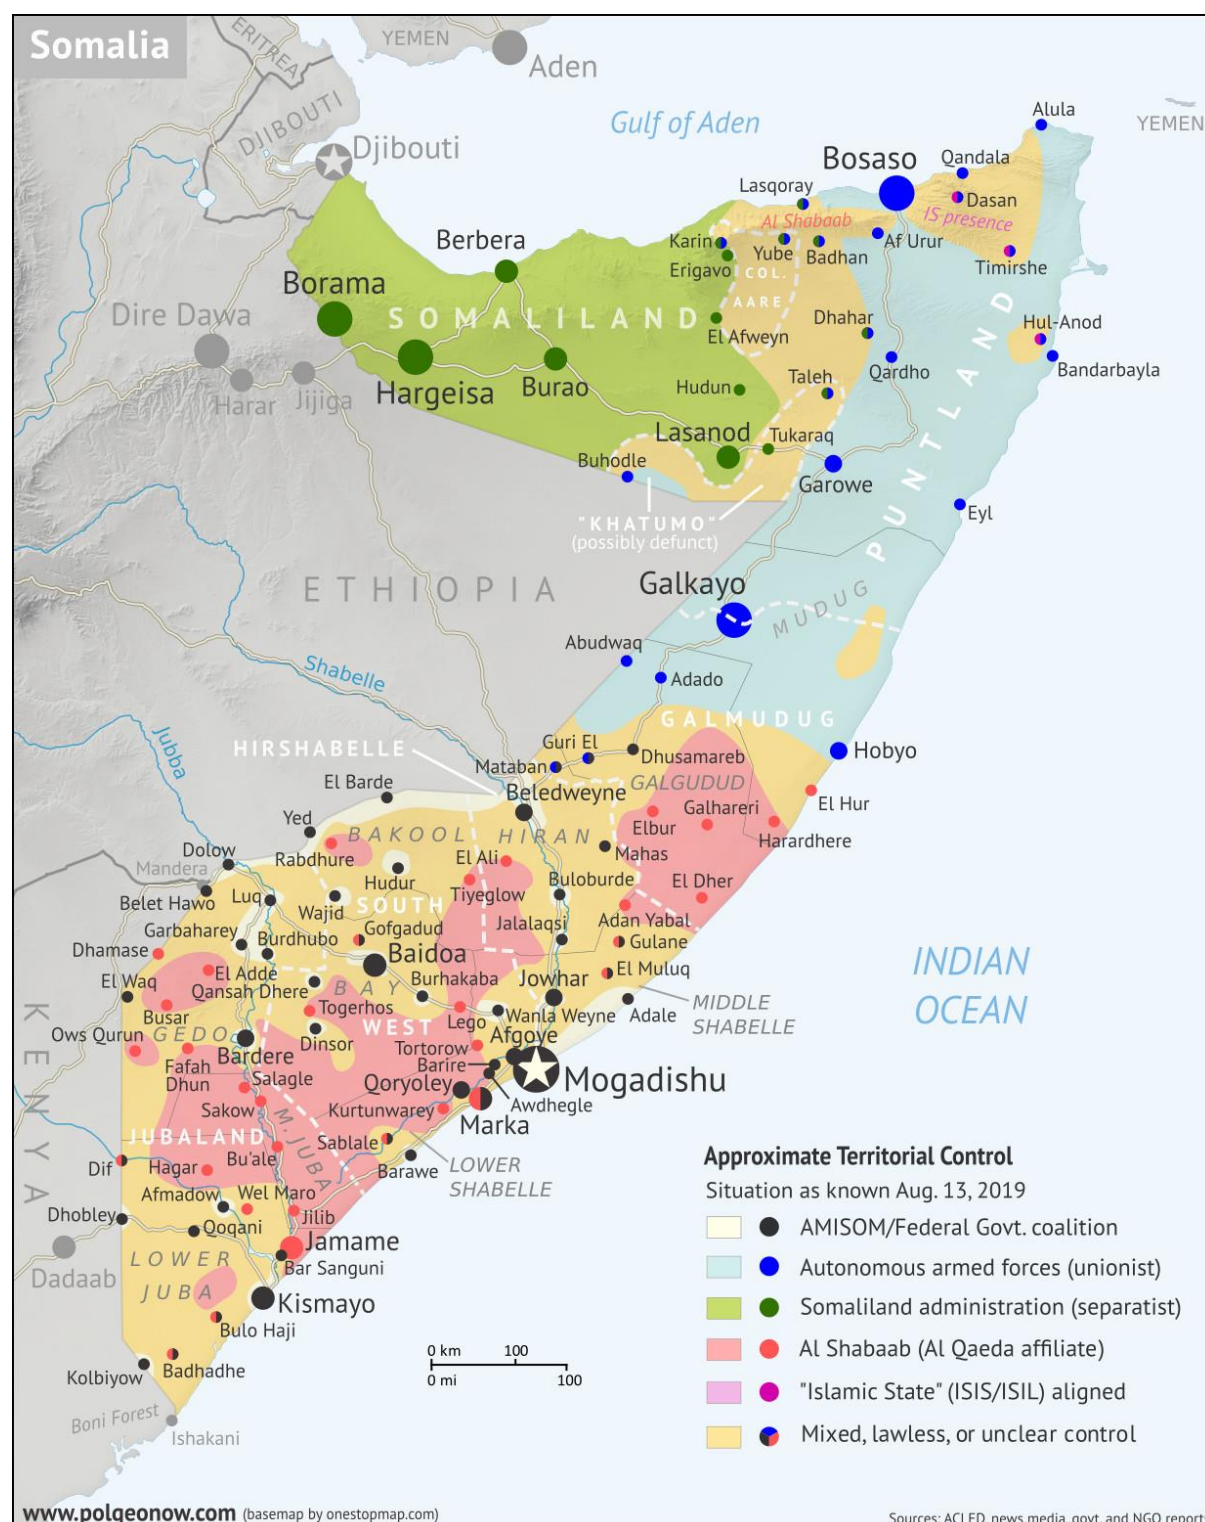 Somalia
ERITREA
YEMEN
Aden
DJIBOUTI
Djibouti
Gulf of Aden
Alula
YEMEN
Bosaso
Qandala
Lasqoray
Dasan
Al Shabaab
IS presence
Karin
Yube
Badhan
Af Urur
Timirshe
Erigavo
Berbera
Borama
COL.
AARE
Dire Dawa
SOMALILAND
El Afweyn
Dhahar
Hul-Anod
Hargeisa
Burao
Qardho
Bandarbayla
Harar
Jijiga
Hudun
Taleh
PUNTLAND
Lasanod
Tukaraq
Buhodle
Garowe
Eyl
"KHATUMO"
(possibly defunct)
ETHIOPIA
Galkayo
MUDUG
Abudwaq
Adado
Shabelle
Jubba
GALMUDUG
HIRSHABELLE
Guri El
Dhusamareb
Hobyo
Mataban
GALGUDUD
El Barde
Beledweyne
El Hur
Galhareri
Yed
BAKOOL
HIRAN
Elbur
Harardhere
Dolow
Rabdhure
Mahas
Mandera
El Ali
Hudur
Buloburde
El Dher
Belet Hawo
Luq
Wajid
Tiyeglow
SOUTH
Jalalaqsi
Adan Yabal
Garbaharey
Burdhubo
Gofgadud
Gulane
Dhamase
Baidoa
El Adde
El Muluq
INDIAN
OCEAN
El Waq
Qansah Dhere
BAY
Burhakaba
Jowhar
Busar
Togerhos
Lego
Wanla Weyne
Adale
MIDDLE
SHABELLE
Ows Qurun
GEDO
WEST
Afgoye
KENYA
Bardere
Dinsor
Tortorow
Fafah
Dhun
Salagle
Barire
Mogadishu
Sakow
Qoryoley
Awdhegle
Kurtunwarey
Marka
JUBALAND
M. JUBA
Sablale
Dif
Hagar
Bu'ale
Barawe
LOWER
SHABELLE
Afmadow
Wel Maro
Dhobley
Qoqani
Jilib
Dadaab
LOWER
JUBA
Jamame
Bar Sanguni
Kismayo
Bulo Haji
Badhadhe
Kolbiyow
Boni Forest
Ishakani
0 km 100
0 mi 100
Approximate Territorial Control
Situation as known Aug. 13, 2019
AMISOM/Federal Govt. coalition
Autonomous armed forces (unionist)
Somaliland administration (separatist)
Al Shabaab (Al Qaeda affiliate)
"Islamic State" (ISIS/ISIL) aligned
Mixed, lawless, or unclear control
www.polgeonow.com (basemap by onestopmap.com)
Sources: ACLED, news media, govt. and NGO reports